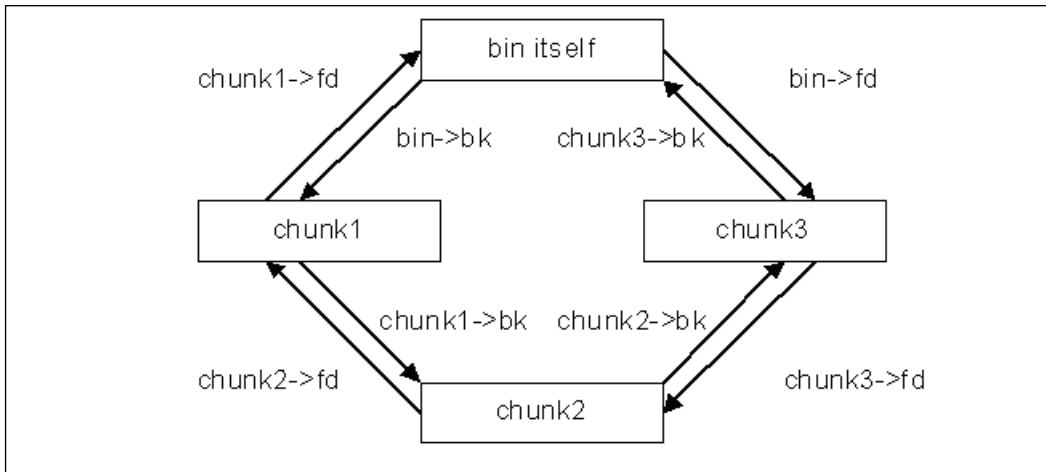 bin itself
chunk1->fd
bin->fd
bin->bk
chunk3->bk
chunk1
chunk3
chunk1->bk
chunk2->bk
chunk2->fd
chunk3->fd
chunk2